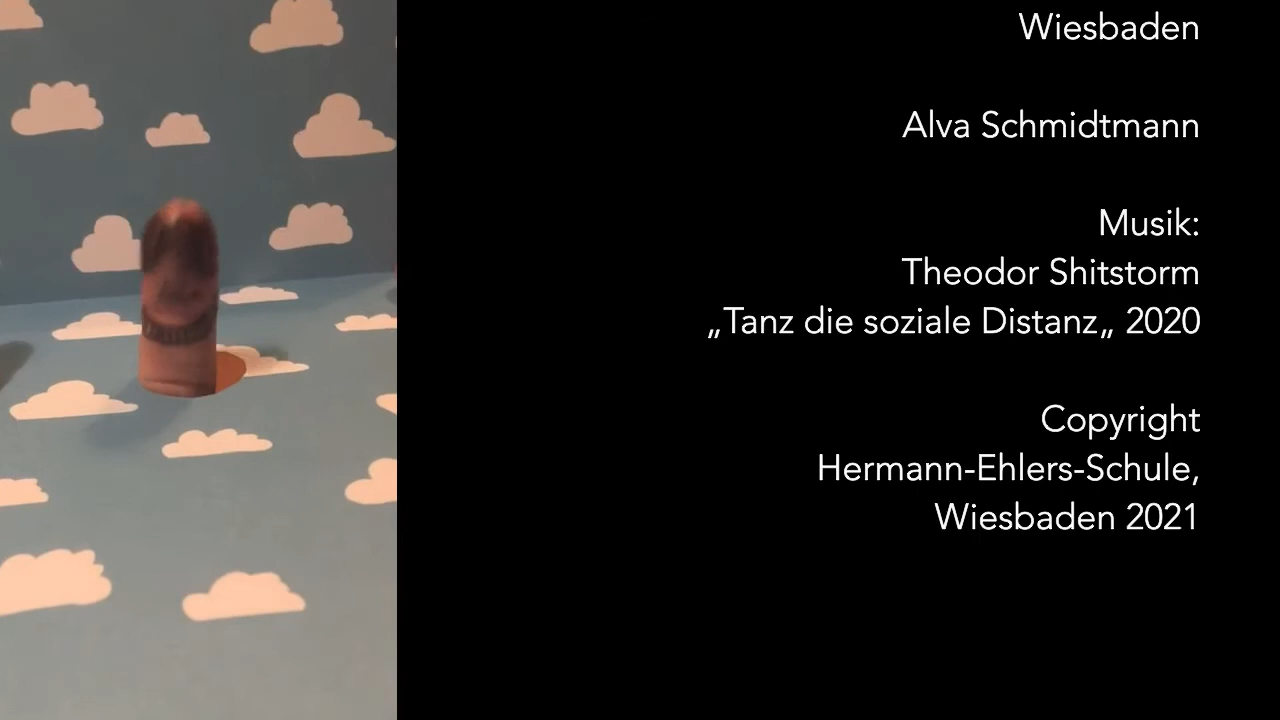 Wiesbaden
Alva Schmidtmann
Musik:
Theodor Shitstorm
„Tanz die soziale Distanz„ 2020
Copyright
Hermann-Ehlers-Schule,
Wiesbaden 2021